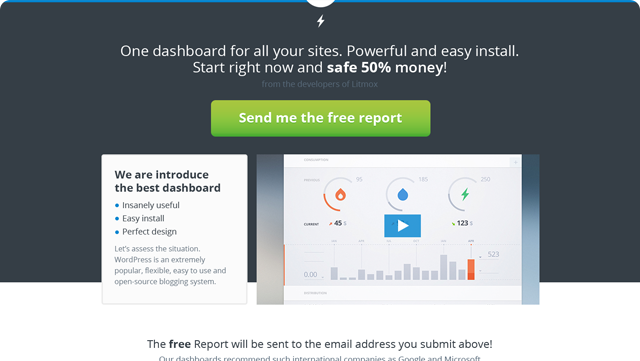 One dashboard for all your sites. Powerful and easy install.
Start right now and safe 50% money!
from the developers of Litmox
Send me the free report
We are introduce
the best dashboard
Insanely useful
Easy install
Perfect design
Let's assess the situation.
WordPress is an extremely
popular, flexible, easy to use and
open-source blogging system.
95
185
250
CURRENT
45
123
523
0.00
The free Report will be sent to the email address you submit above!
Our dashboards recommend such international companies as Google and Microsoft